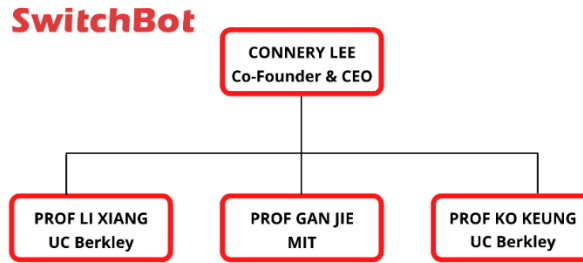 SwitchBot
CONNERY LEE
Co-Founder & CEO
PROF LI XIANG
UC Berkley
PROF GAN JIE
MIT
PROF KO KEUNG
UC Berkley